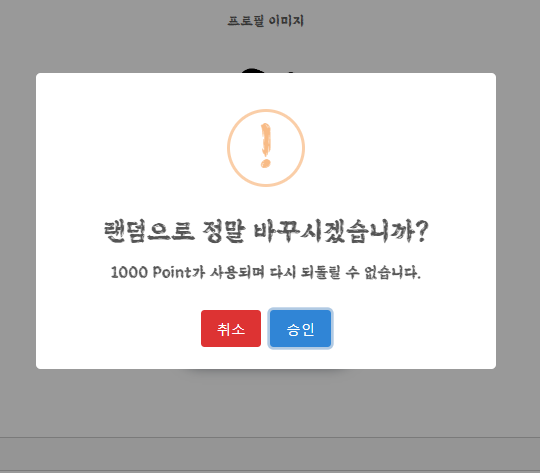 프로필 이미지
!
랜덤으로 정말 바꾸시겠습니까?
1000 Point가 사용되며 다시 되돌릴 수 없습니다.
취소
승인